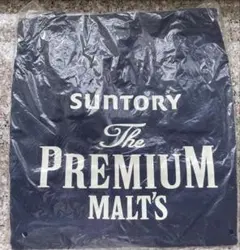 SUNTORY
The
PREMIUM
MALT'S